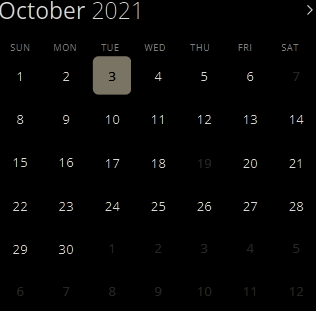 October 2021
SUN MON TUE WED THU FRI SAT
1 2 3 4 5 6 7
8 9 10 11 11 12 13 14
15 16 17 18 19 20 21
22 23 24 25 26 27 28
29 30 1 2 3 4 5
6 7 8 9 10 11 12